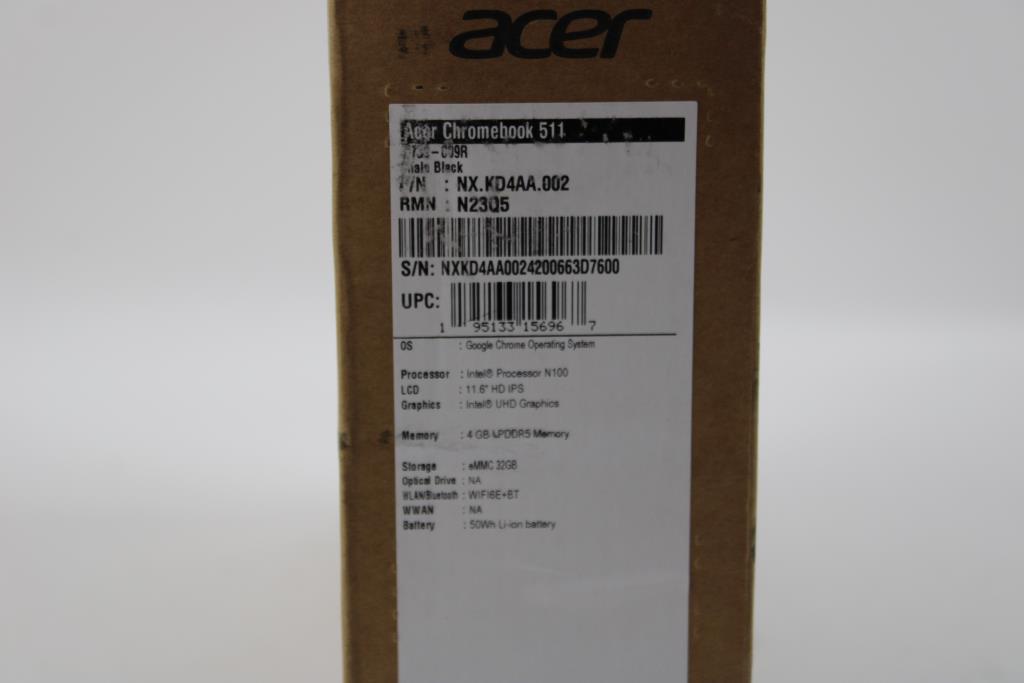 acer
Acer Chromebook 511
Black
P/N : NX.KD4AA.002
RMN : N23Q5
S/N: NXKD4AA0024200663D7600
UPC:
1 95133 15696 7
OS : Google Chrome Operating System
Processor : Intel® Processor N100
LCD : 11.6" HD IPS
Graphics : Intel® UHD Graphics
Memory : 4 GB LPDDR5 Memory
Storage : eMMC 32GB
Optical Drive : NA
WLAN/Bluetooth : WIFI6E+BT
WWAN : NA
Battery : 50Wh Li-ion battery